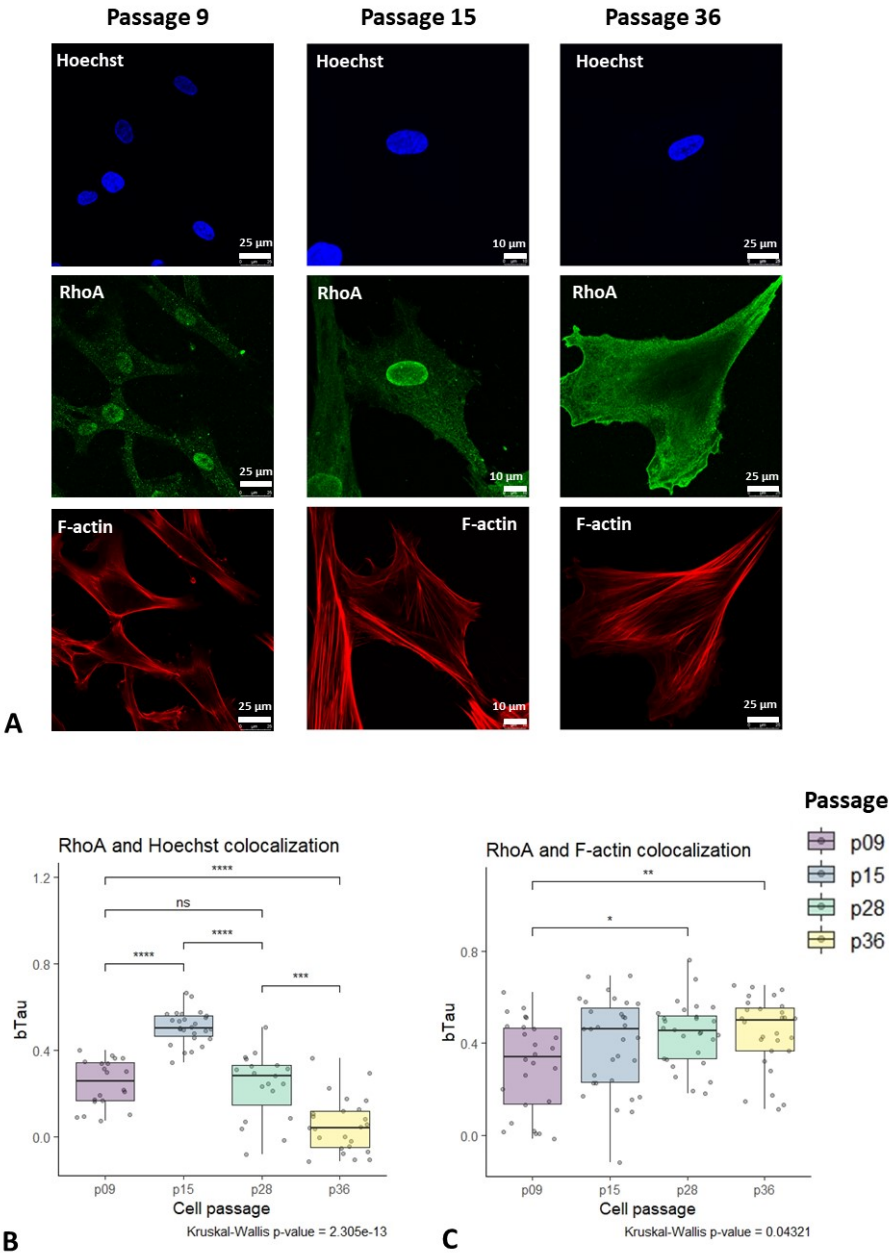 Passage 9 Passage 15 Passage 36
Hoechst Hoechst Hoechst
25 µm 10 µm 25 µm
RhoA RhoA RhoA
25 µm 10 µm 25 µm
F-actin F-actin F-actin
25 µm 10 µm 25 µm
A
Passage
p09
p15
p28
p36
RhoA and Hoechst colocalization
****
ns
****
****
***
1.2
0.8
0.4
0.0
bTau
p09 p15 p28 p36
Cell passage
Kruskal-Wallis p-value = 2.305e-13
B
RhoA and F-actin colocalization
**
*
0.8
0.4
0.0
bTau
p09 p15 p28 p36
Cell passage
Kruskal-Wallis p-value = 0.04321
C